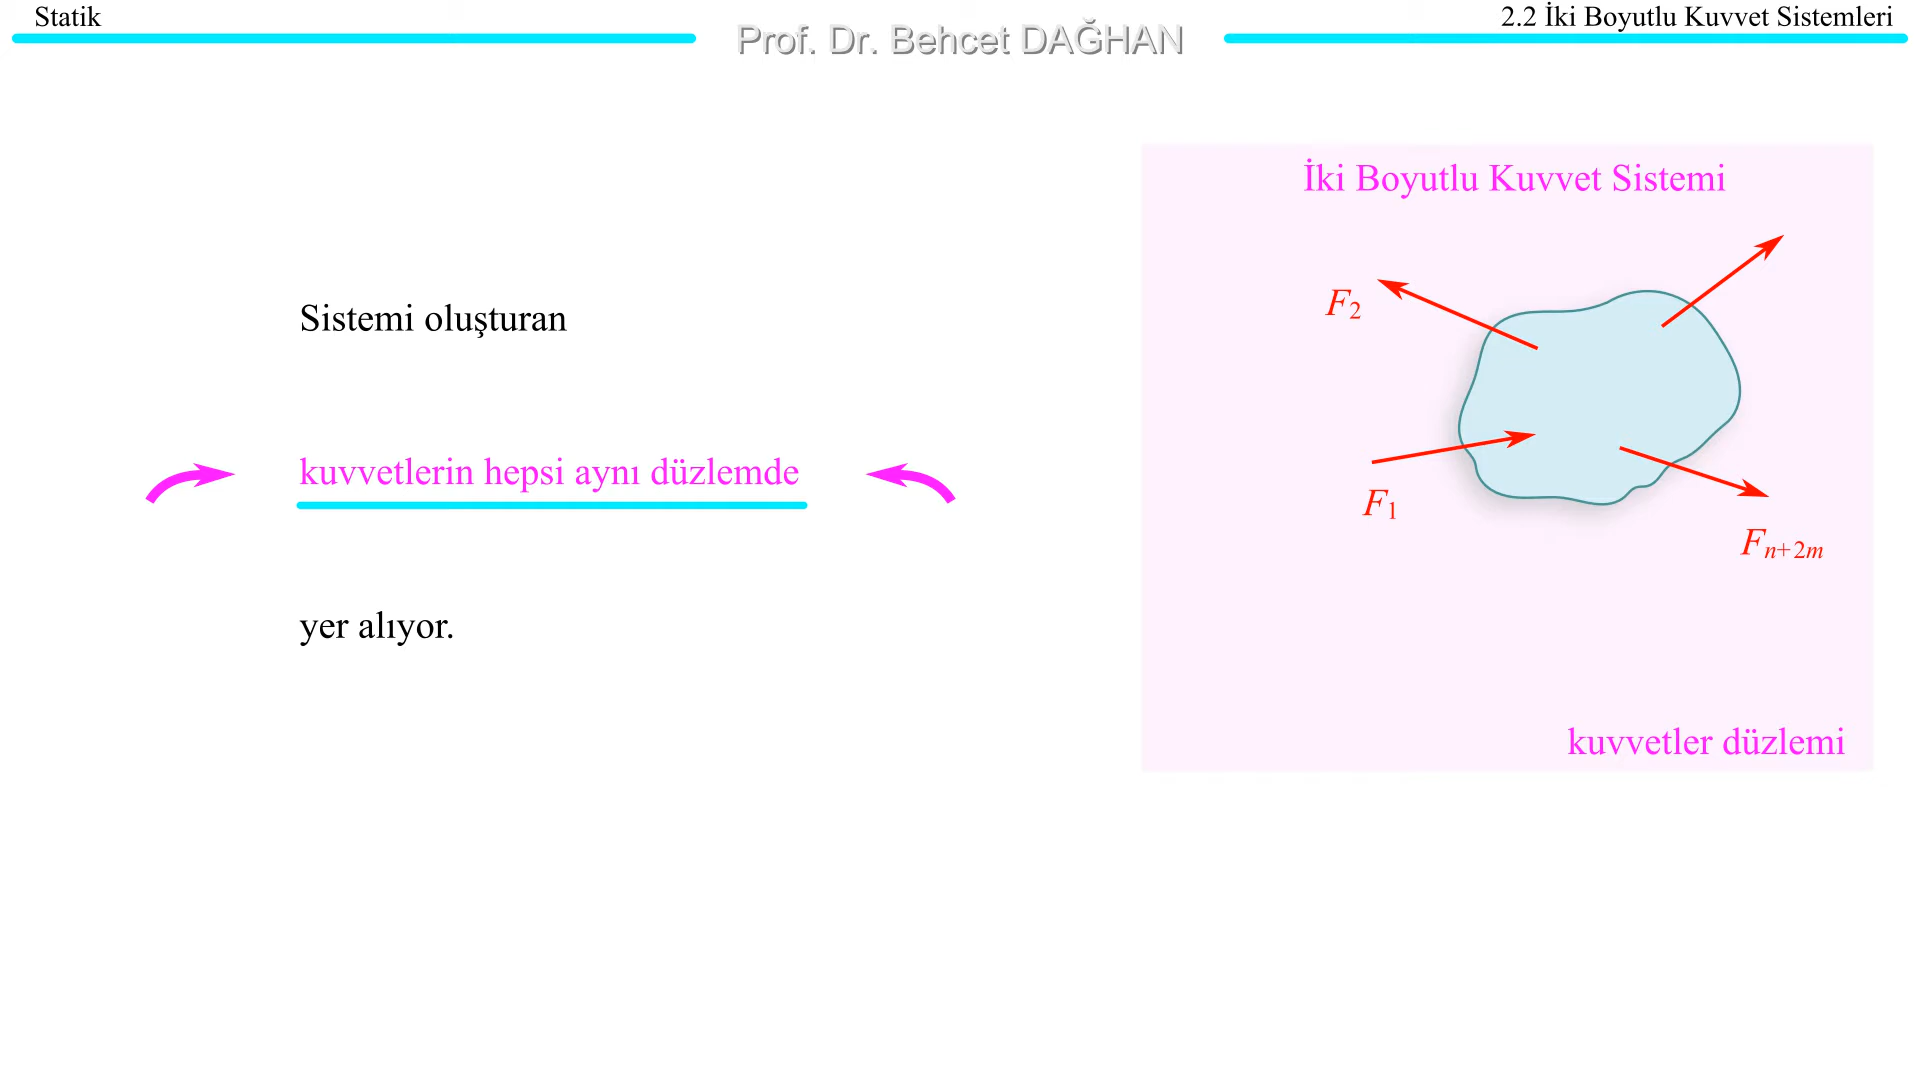 Statik
Prof. Dr. Behcet DAĞHAN
2.2 İki Boyutlu Kuvvet Sistemleri
Sistemi oluşturan
kuvvetlerin hepsi aynı düzlemde
yer alıyor.
İki Boyutlu Kuvvet Sistemi
F2
F1
Fn+2m
kuvvetler düzlemi